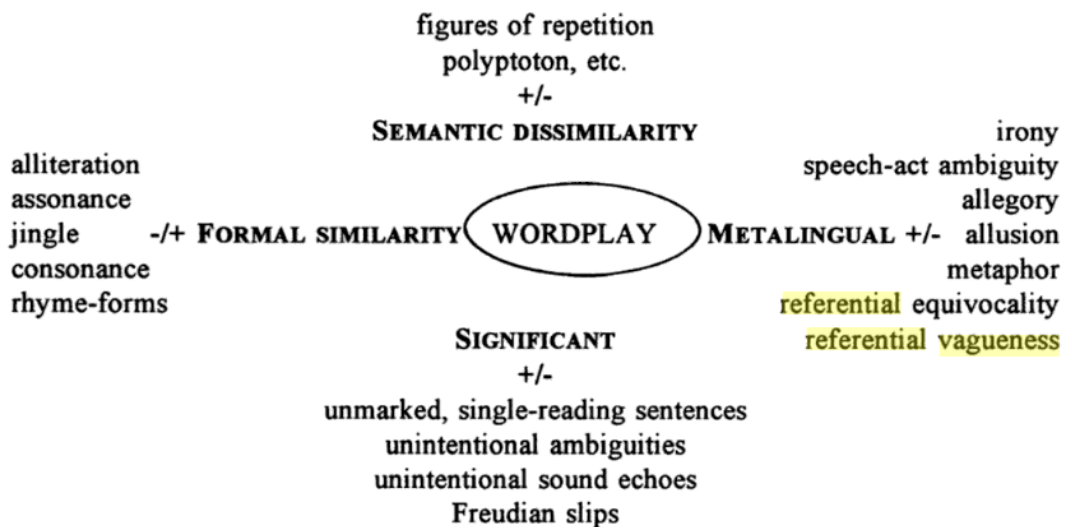 figures of repetition
polyptoton, etc.
+/-
SEMANTIC DISSIMILARITY
irony
alliteration
speech-act ambiguity
assonance
allegory
jingle -/+ FORMAL SIMILARITY WORDPLAY METALINGUAL +/- allusion
consonance
metaphor
rhyme-forms
referential equivocality
SIGNIFICANT
referential vagueness
+/-
unmarked, single-reading sentences
unintentional ambiguities
unintentional sound echoes
Freudian slips